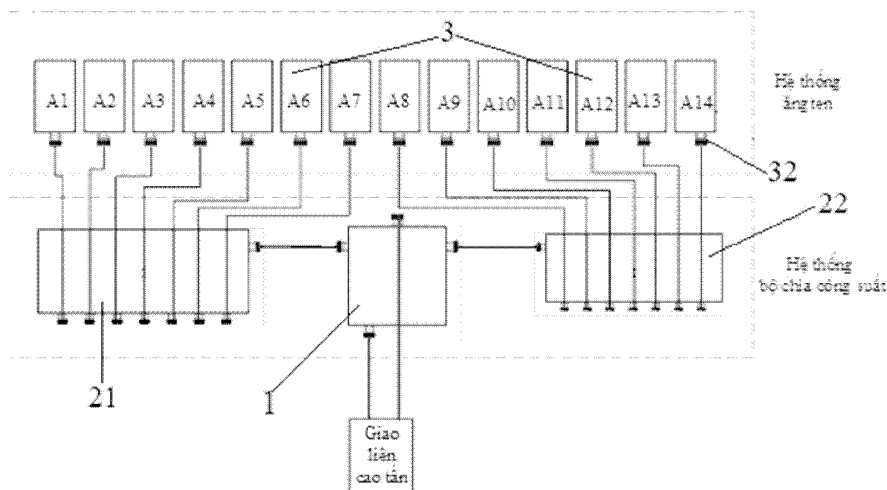 3
A1 A2 A3 A4 A5 A6 A7 A8 A9 A10 A11 A12 A13 A14
Hệ thống
ăng ten
32
22
Hệ thống
bộ chia công suất
21
1
Giao
liên
cao tần